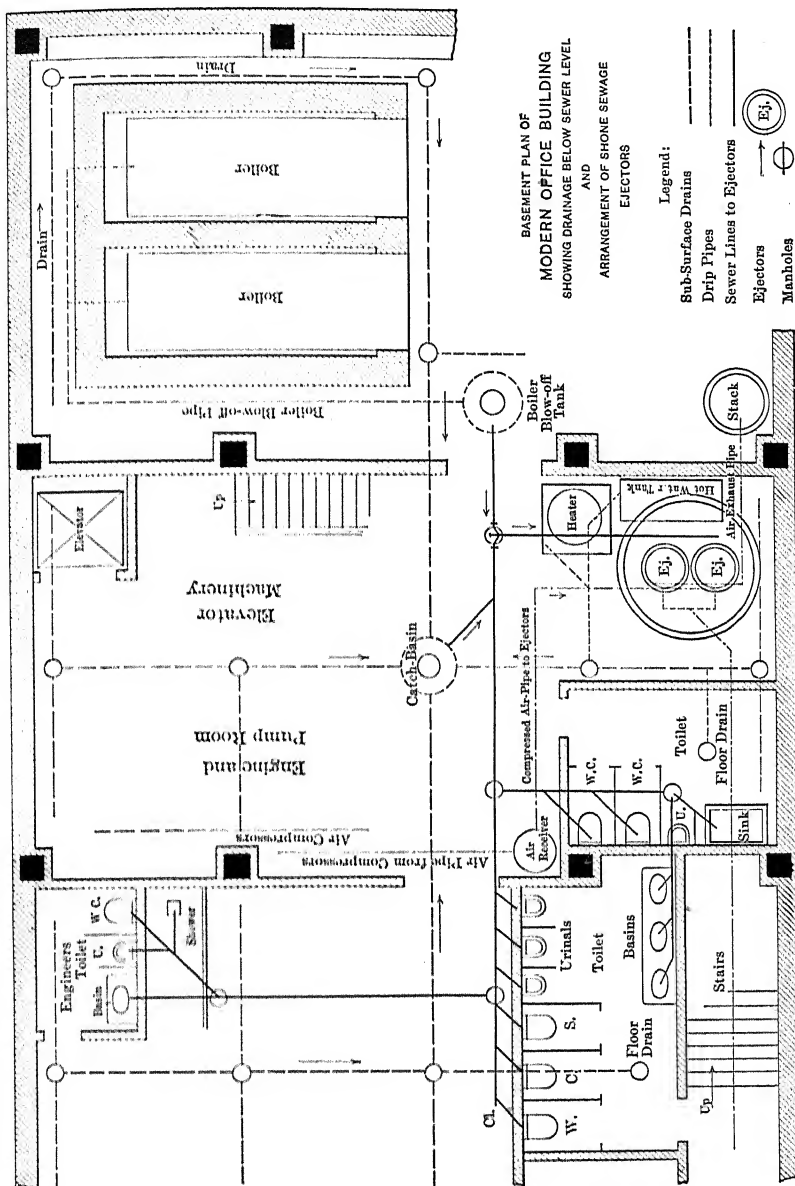 BASEMENT PLAN OF
MODERN OFFICE BUILDING
SHOWING DRAINAGE BELOW SEWER LEVEL
AND
ARRANGEMENT OF SHONE SEWAGE
EJECTORS
Legend:
Sub-Surface Drains
Drip Pipes
Sewer Lines to Ejectors
Ejectors
Ej.
Manholes
Drain
Drain
Boiler
Boiler
Boiler Blow-off Pipe
Boiler
Blow-off
Tank
Stack
Elevator
Up
Elevator
Machinery
Heater
Hot Wat.r Tank
Air Exhaust Pipe
Ej.
Ej.
Catch-Basin
Compressed Air-Pipe to Ejectors
Engine and
Pump Room
Air Compressors
Air Pipe from Compressors
Air
Receiver
W.C.
W.C.
U.
Sink
Toilet
Floor Drain
Engineers
Toilet
Basin
U.
W C.
Shower
Urinals
Toilet
Basins
S.
C.
W.
Cl.
Floor
Drain
Stairs
Up